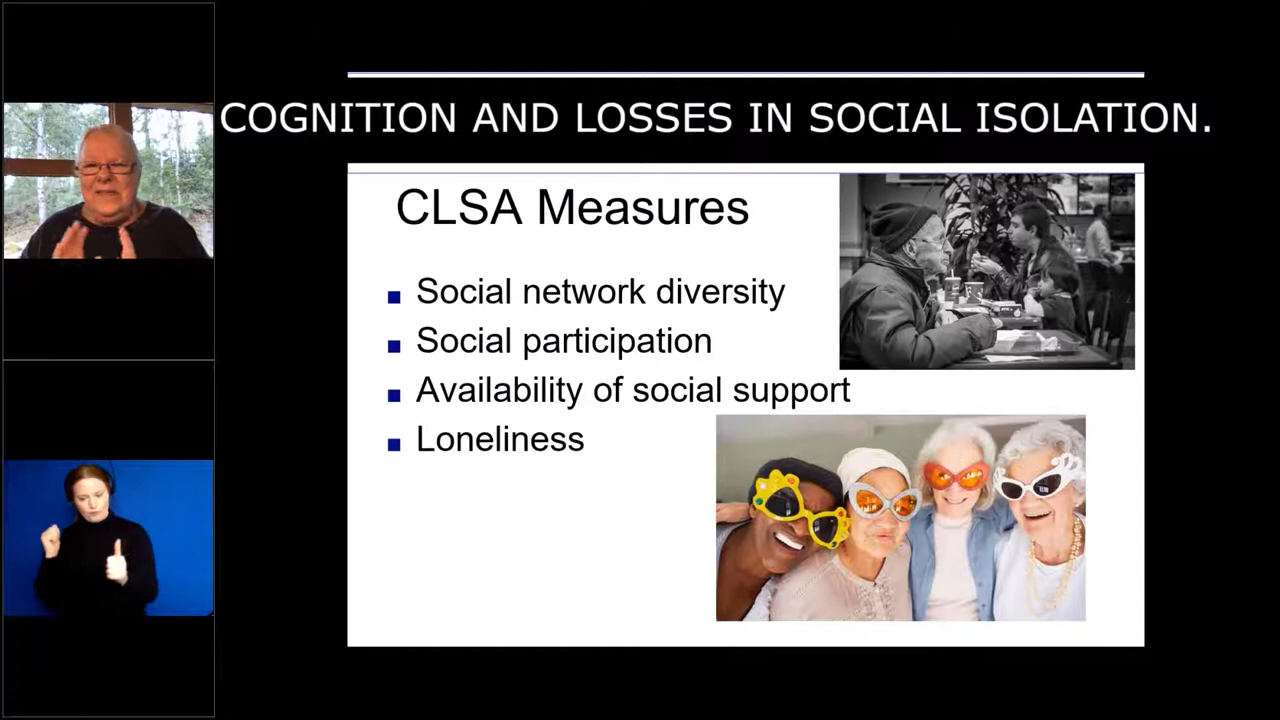 COGNITION AND LOSSES IN SOCIAL ISOLATION.
CLSA Measures
Social network diversity
Social participation
Availability of social support
Loneliness